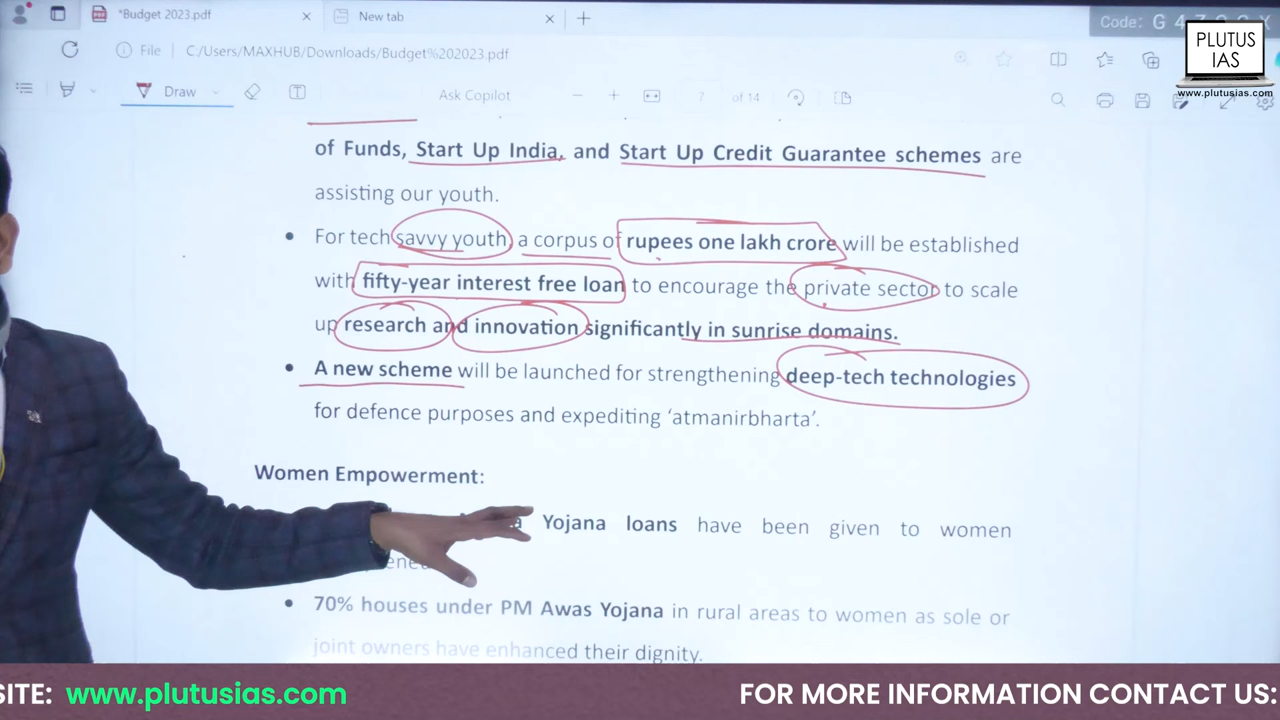 *Budget 2023.pdf
New tab
Code: G 4 7
File
C:/Users/MAXHUB/Downloads/Budget%202023.pdf
PLUTUS
IAS
www.plutusias.com
Draw
Ask Copilot
7 of 14
of Funds, Start Up India, and Start Up Credit Guarantee schemes are
assisting our youth.
• For tech savvy youth a corpus of rupees one lakh crore will be established
with fifty-year interest free loan to encourage the private sector to scale
up research and innovation significantly in sunrise domains.
• A new scheme will be launched for strengthening deep-tech technologies
for defence purposes and expediting ‘atmanirbharta’.
Women Empowerment:
Yojana loans have been given to women
• 70% houses under PM Awas Yojana in rural areas to women as sole or
joint owners have enhanced their dignity.
SITE: www.plutusias.com
FOR MORE INFORMATION CONTACT US: